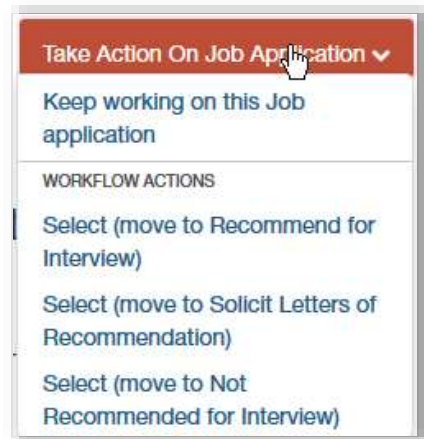 Take Action On Job Application
Keep working on this Job
application
WORKFLOW ACTIONS
Select (move to Recommend for
Interview)
Select (move to Solicit Letters of
Recommendation)
Select (move to Not
Recommended for Interview)